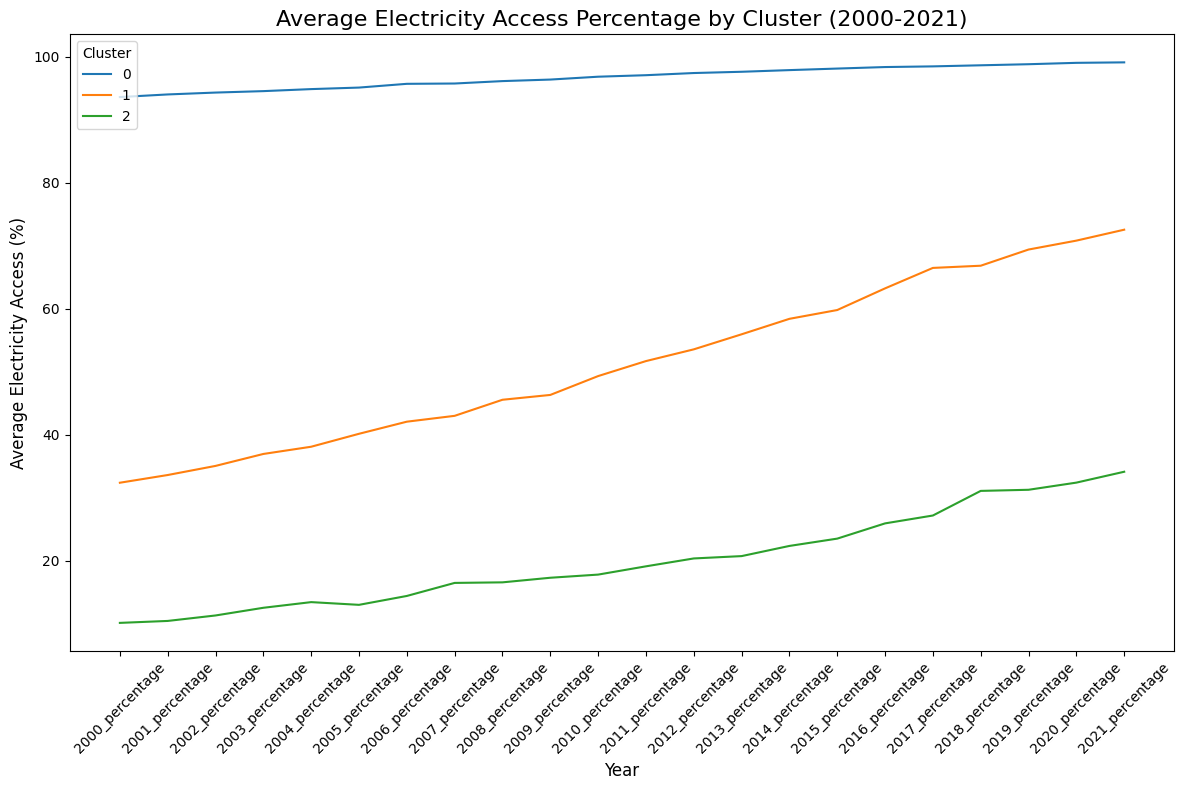 Average Electricity Access Percentage by Cluster (2000-2021)
Cluster
0
1
2
100
80
60
40
20
Average Electricity Access (%)
2000_percentage
2001_percentage
2002_percentage
2003_percentage
2004_percentage
2005_percentage
2006_percentage
2007_percentage
2008_percentage
2009_percentage
2010_percentage
2011_percentage
2012_percentage
2013_percentage
2014_percentage
2015_percentage
2016_percentage
2017_percentage
2018_percentage
2019_percentage
2020_percentage
2021_percentage
Year